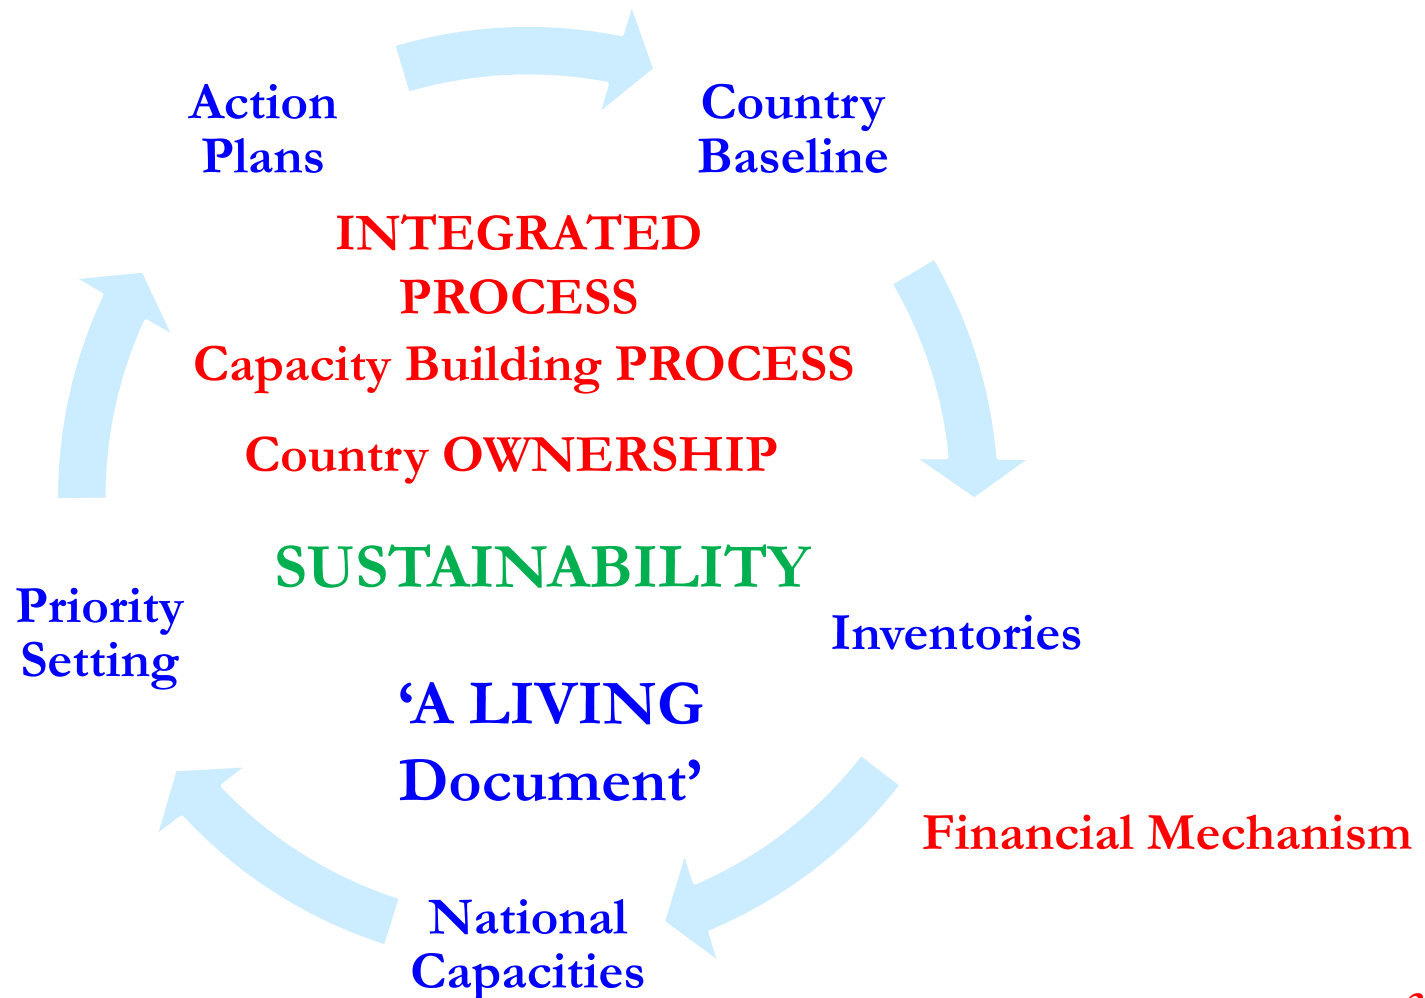 Action
Plans
Country
Baseline
INTEGRATED
PROCESS
Capacity Building PROCESS
Country OWNERSHIP
SUSTAINABILITY
Priority
Setting
Inventories
‘A LIVING
Document’
Financial Mechanism
National
Capacities